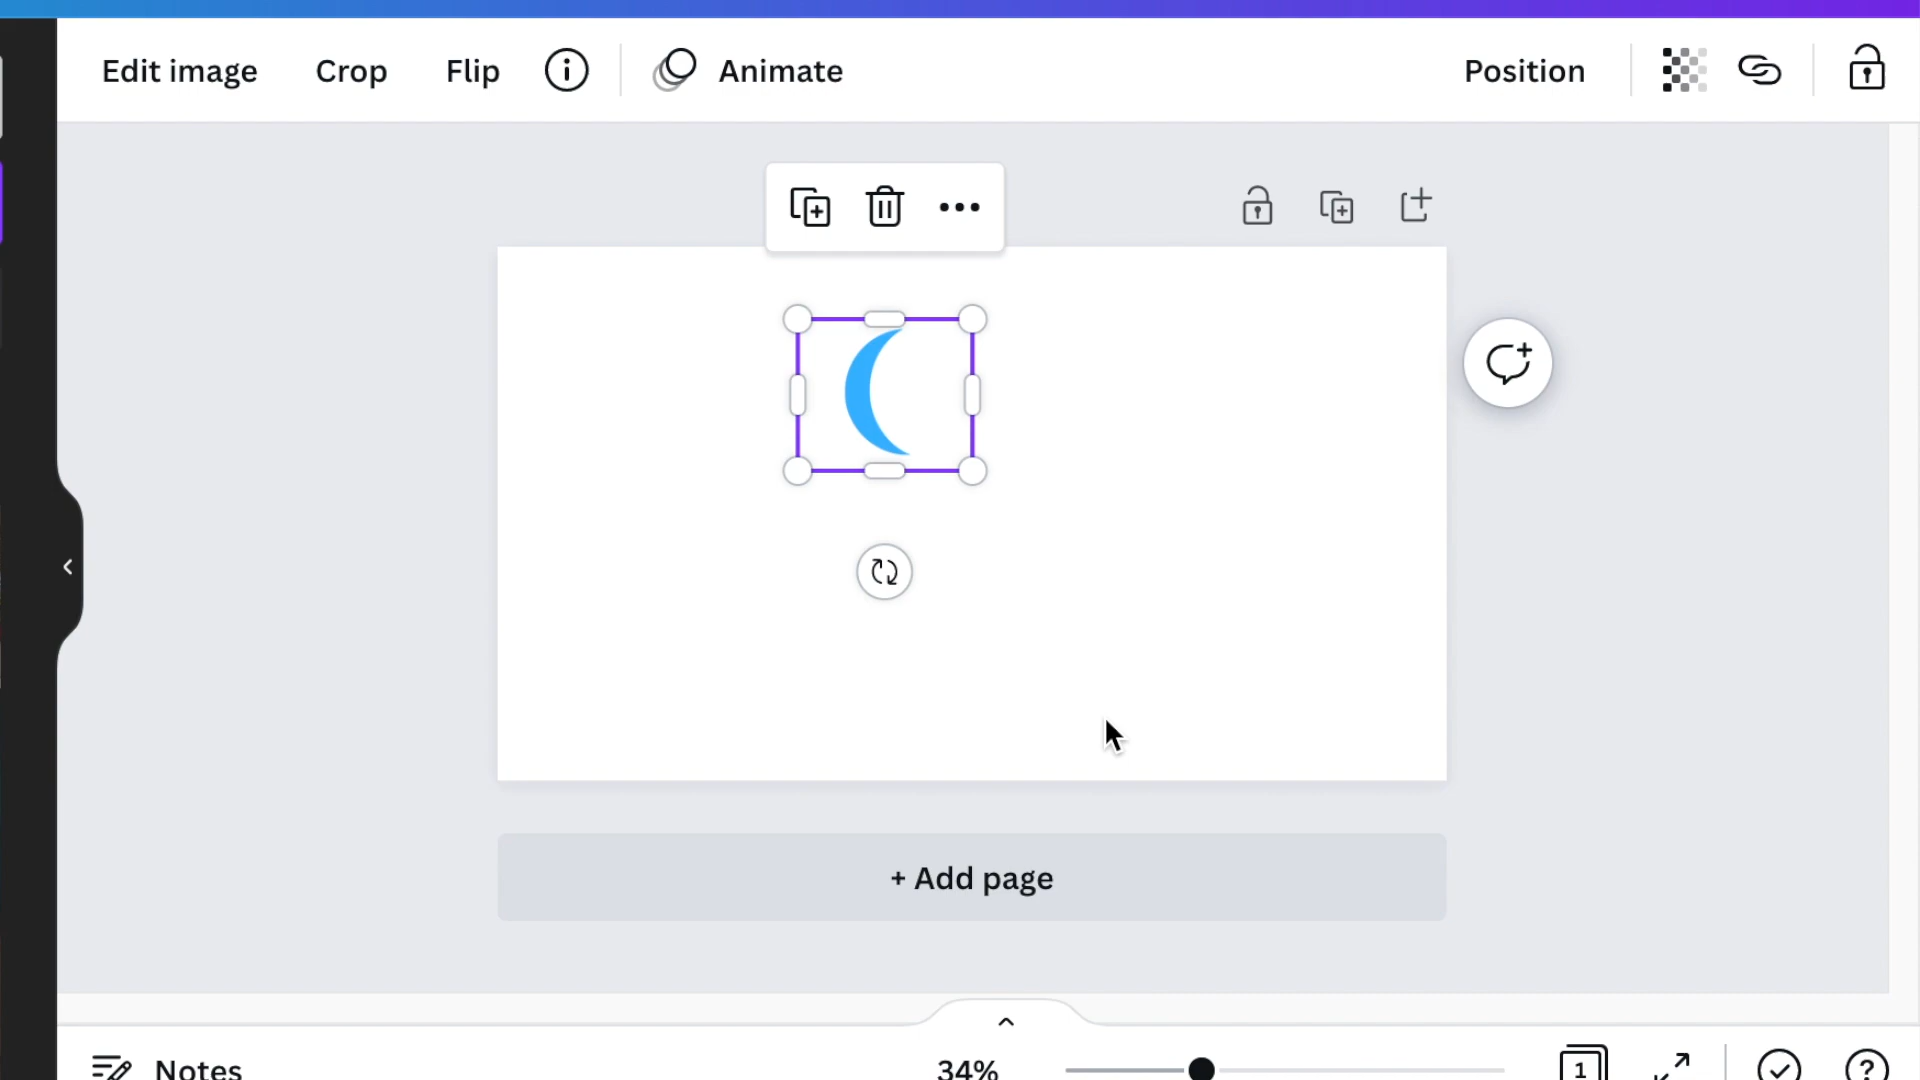 Edit image Crop Flip Animate Position
+ Add page
Notes 34% 1 ?